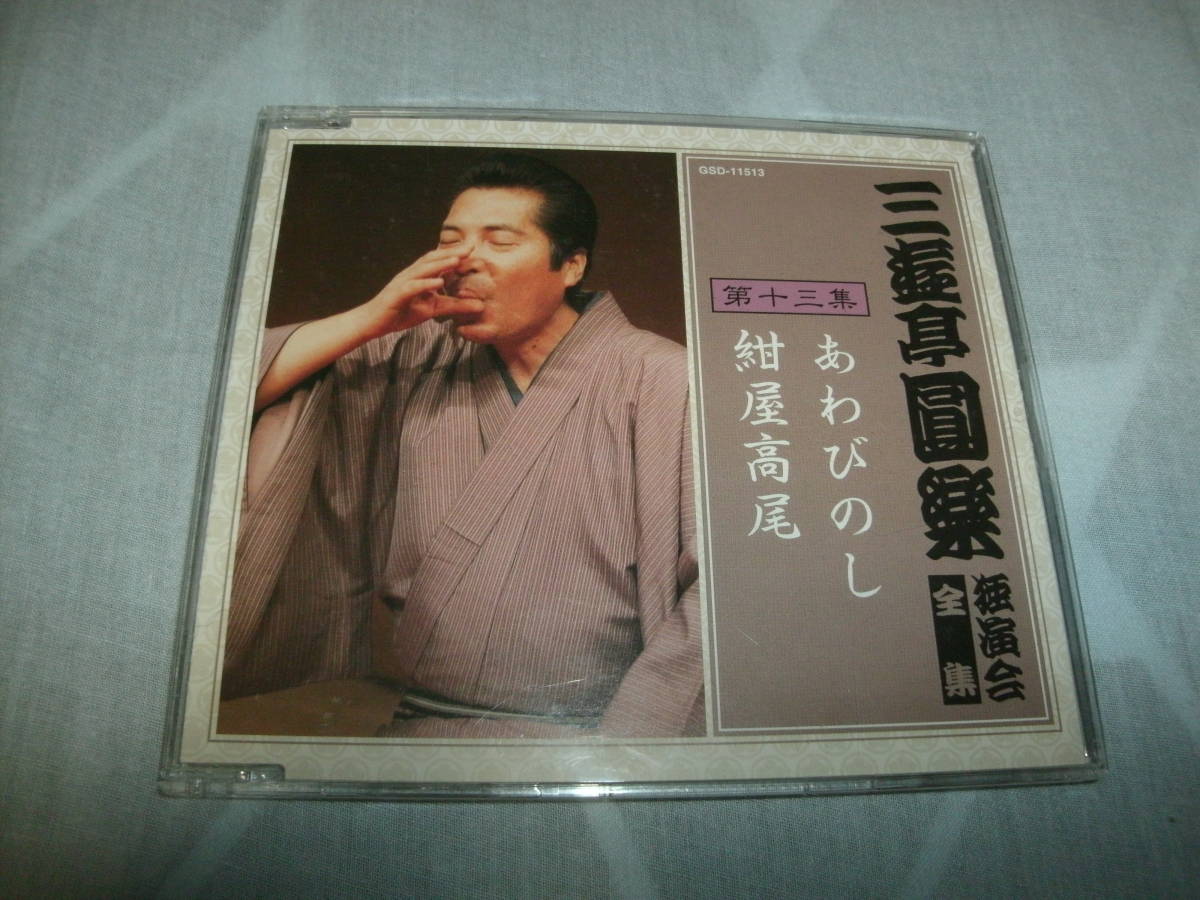 三遊亭圓楽
独演会
全集
GSD-11513
第十三集
あわびのし
紺屋高尾